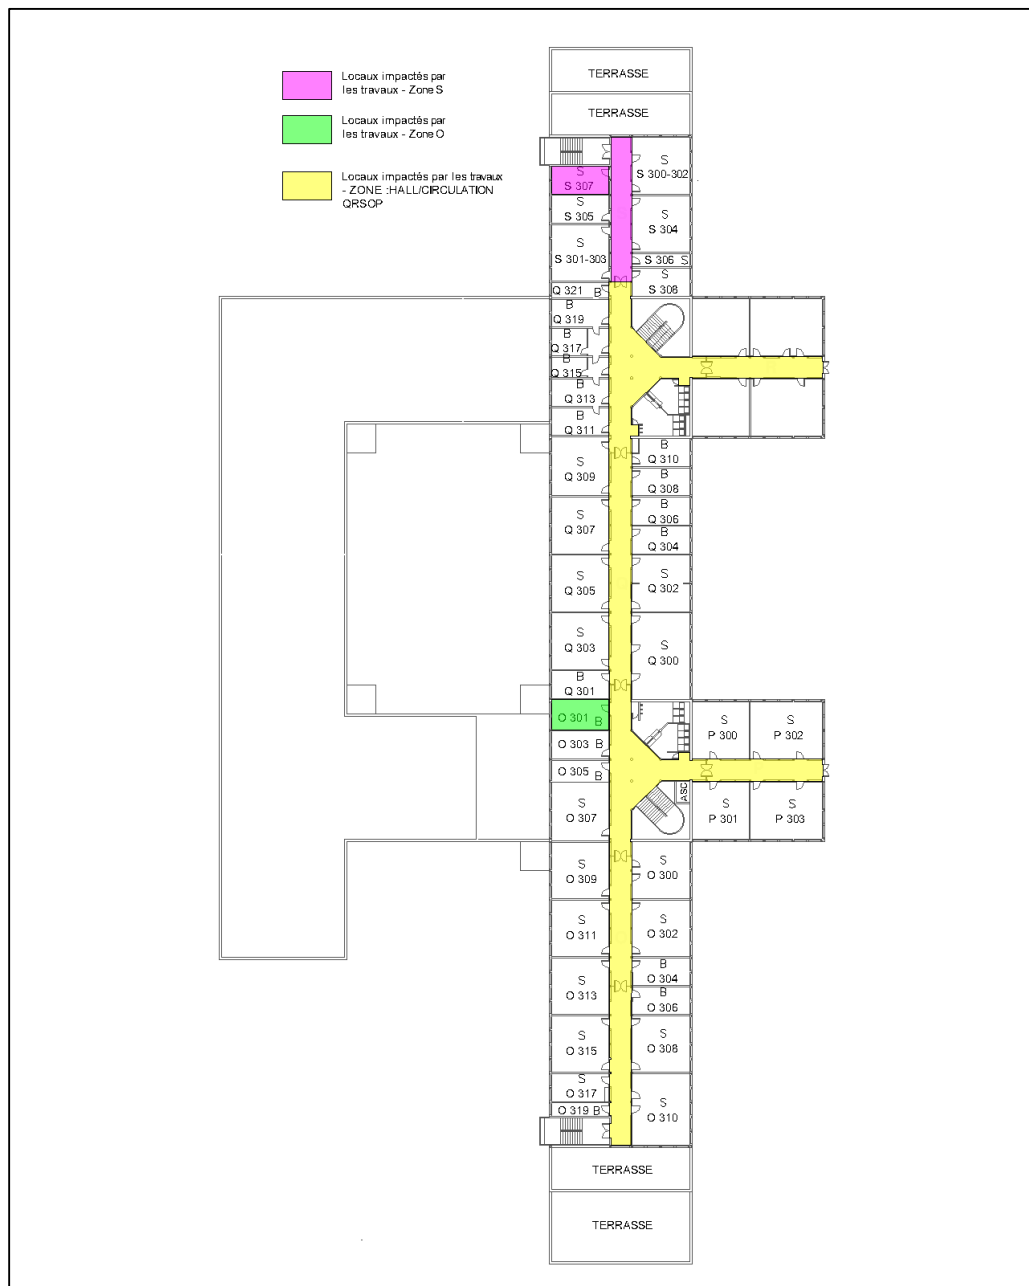 TERRASSE
TERRASSE
Locaux impactés par
les travaux - Zone S
Locaux impactés par
les travaux - Zone O
Locaux impactés par les travaux
- ZONE :HALL/CIRCULATION
QRSOP
S
S 300-302
S
S 307
S
S 305
S
S 304
S
S 301-303
S 306 S
S
S 308
Q 321 B
B
Q 319
B
Q 317
B
Q 315
B
Q 313
B
Q 311
B
Q 310
S
Q 309
B
Q 308
B
Q 306
S
Q 307
B
Q 304
S
Q 305
S
Q 302
S
Q 303
S
Q 300
B
Q 301
O 301 B
S
P 300
S
P 302
O 303 B
O 305 B
ASC
S
O 307
S
P 301
S
P 303
S
O 309
S
O 300
S
O 311
S
O 302
B
O 304
S
O 313
B
O 306
S
O 315
S
O 308
S
O 317
O 319 B
S
O 310
TERRASSE
TERRASSE